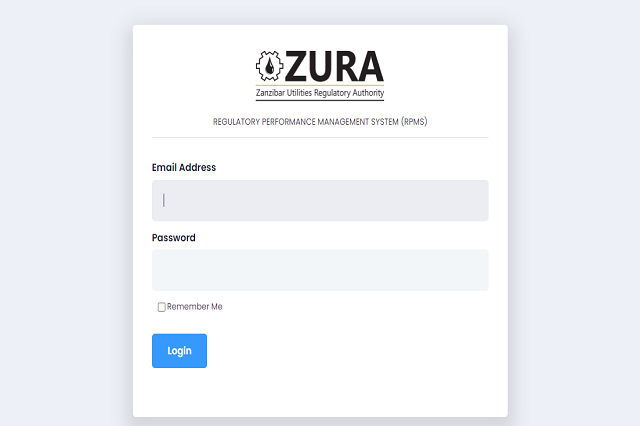 ZURA
Zanzibar Utilities Regulatory Authority
REGULATORY PERFORMANCE MANAGEMENT SYSTEM (RPMS)
Email Address
Password
Remember Me
Login